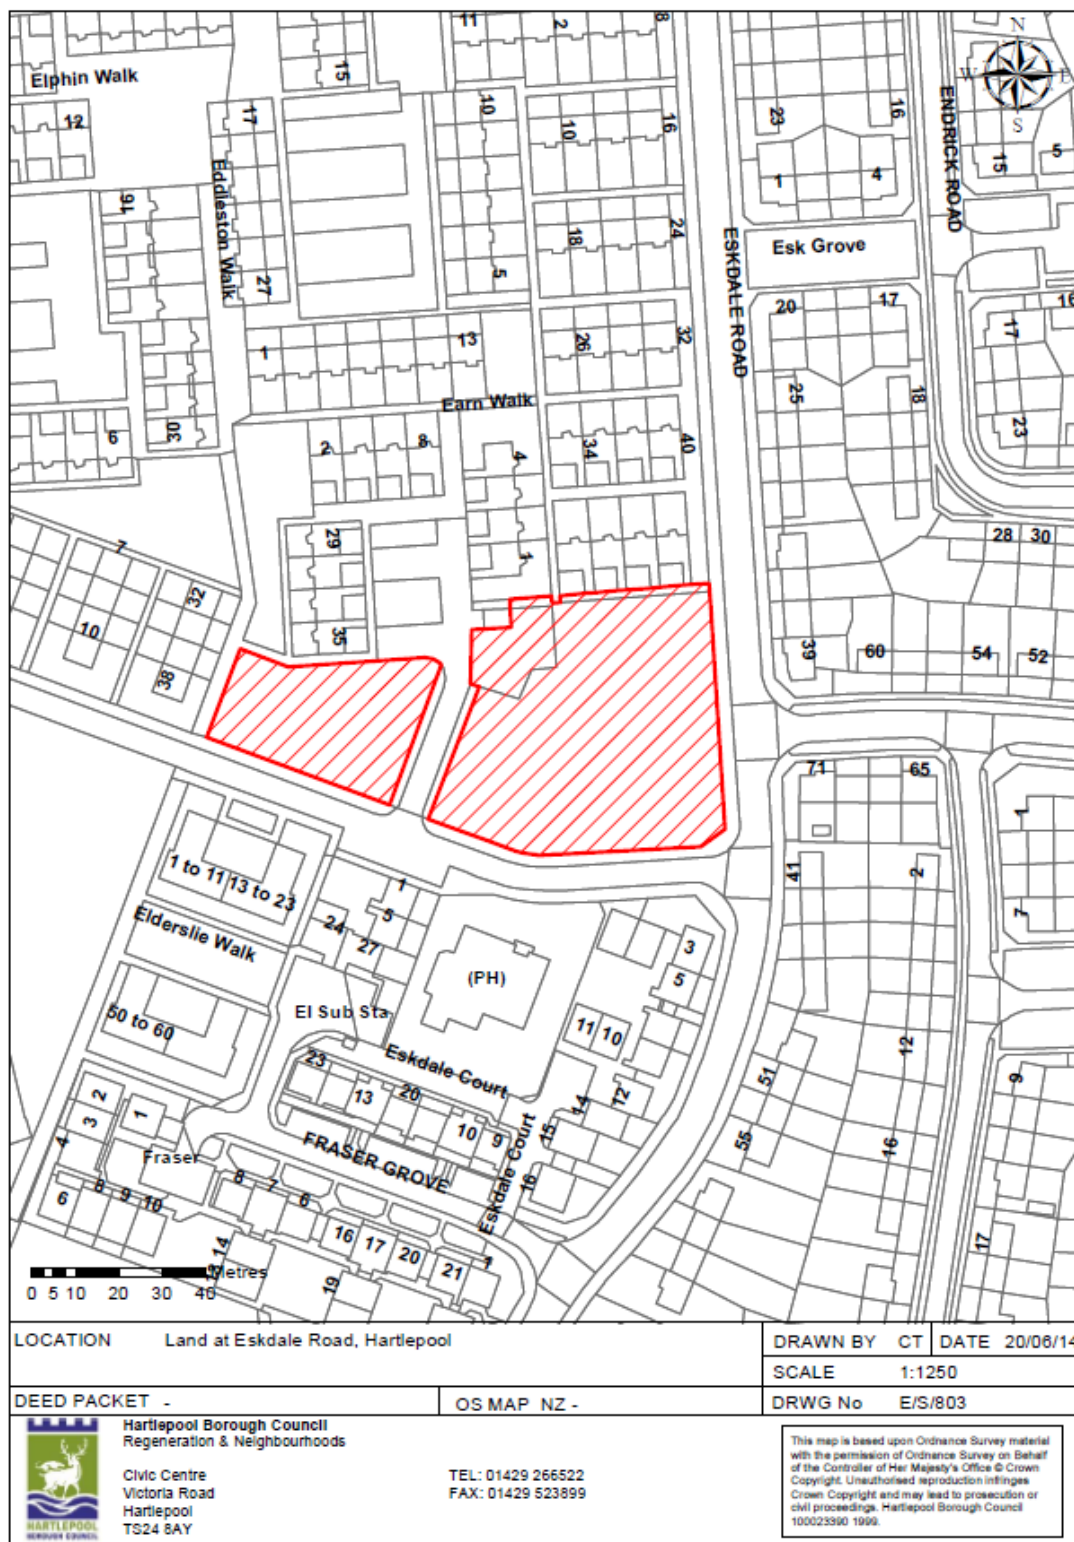 11 2 8
N
W E
S
Elphin Walk
15
12
17
10
10
16
23
16
ENDRICK ROAD
15
5
Eddleston Walk
16
1
4
18
24
ESKDALE ROAD
Esk Grove
27
5
20
17
16
17
1
13
26
32
25
18
23
Earn Walk
6
30
2
8
4
34
40
7
29
1
28 30
32
10
35
38
39
60
54
52
71
65
1
1 to 11
13 to 23
1
5
24
27
41
2
7
Elderslie Walk
3
5
(PH)
50 to 60
El Sub Sta
11 10
12
Eskdale Court
23
13
20
10
9
14
12
51
9
2
3
4
1
Fraser
FRASER GROVE
15
16
Eskdale Court
55
16
6
8
9
10
8
7
6
14
13
16
17
20
21
1
19
17
Metres
0 5 10 20 30 40
LOCATION Land at Eskdale Road, Hartlepool
DRAWN BY CT DATE 20/06/14
SCALE 1:1250
DEED PACKET -
OS MAP NZ -
DRWG No E/S/803
Hartlepool Borough Council
Regeneration & Neighbourhoods
Civic Centre
Victoria Road
Hartlepool
TS24 8AY
TEL: 01429 266522
FAX: 01429 523899
HARTLEPOOL
BOROUGH COUNCIL
This map is based upon Ordnance Survey material
with the permission of Ordnance Survey on Behalf
of the Controller of Her Majesty's Office © Crown
Copyright. Unauthorised reproduction infringes
Crown Copyright and may lead to prosecution or
civil proceedings. Hartlepool Borough Council
100023390 1999.